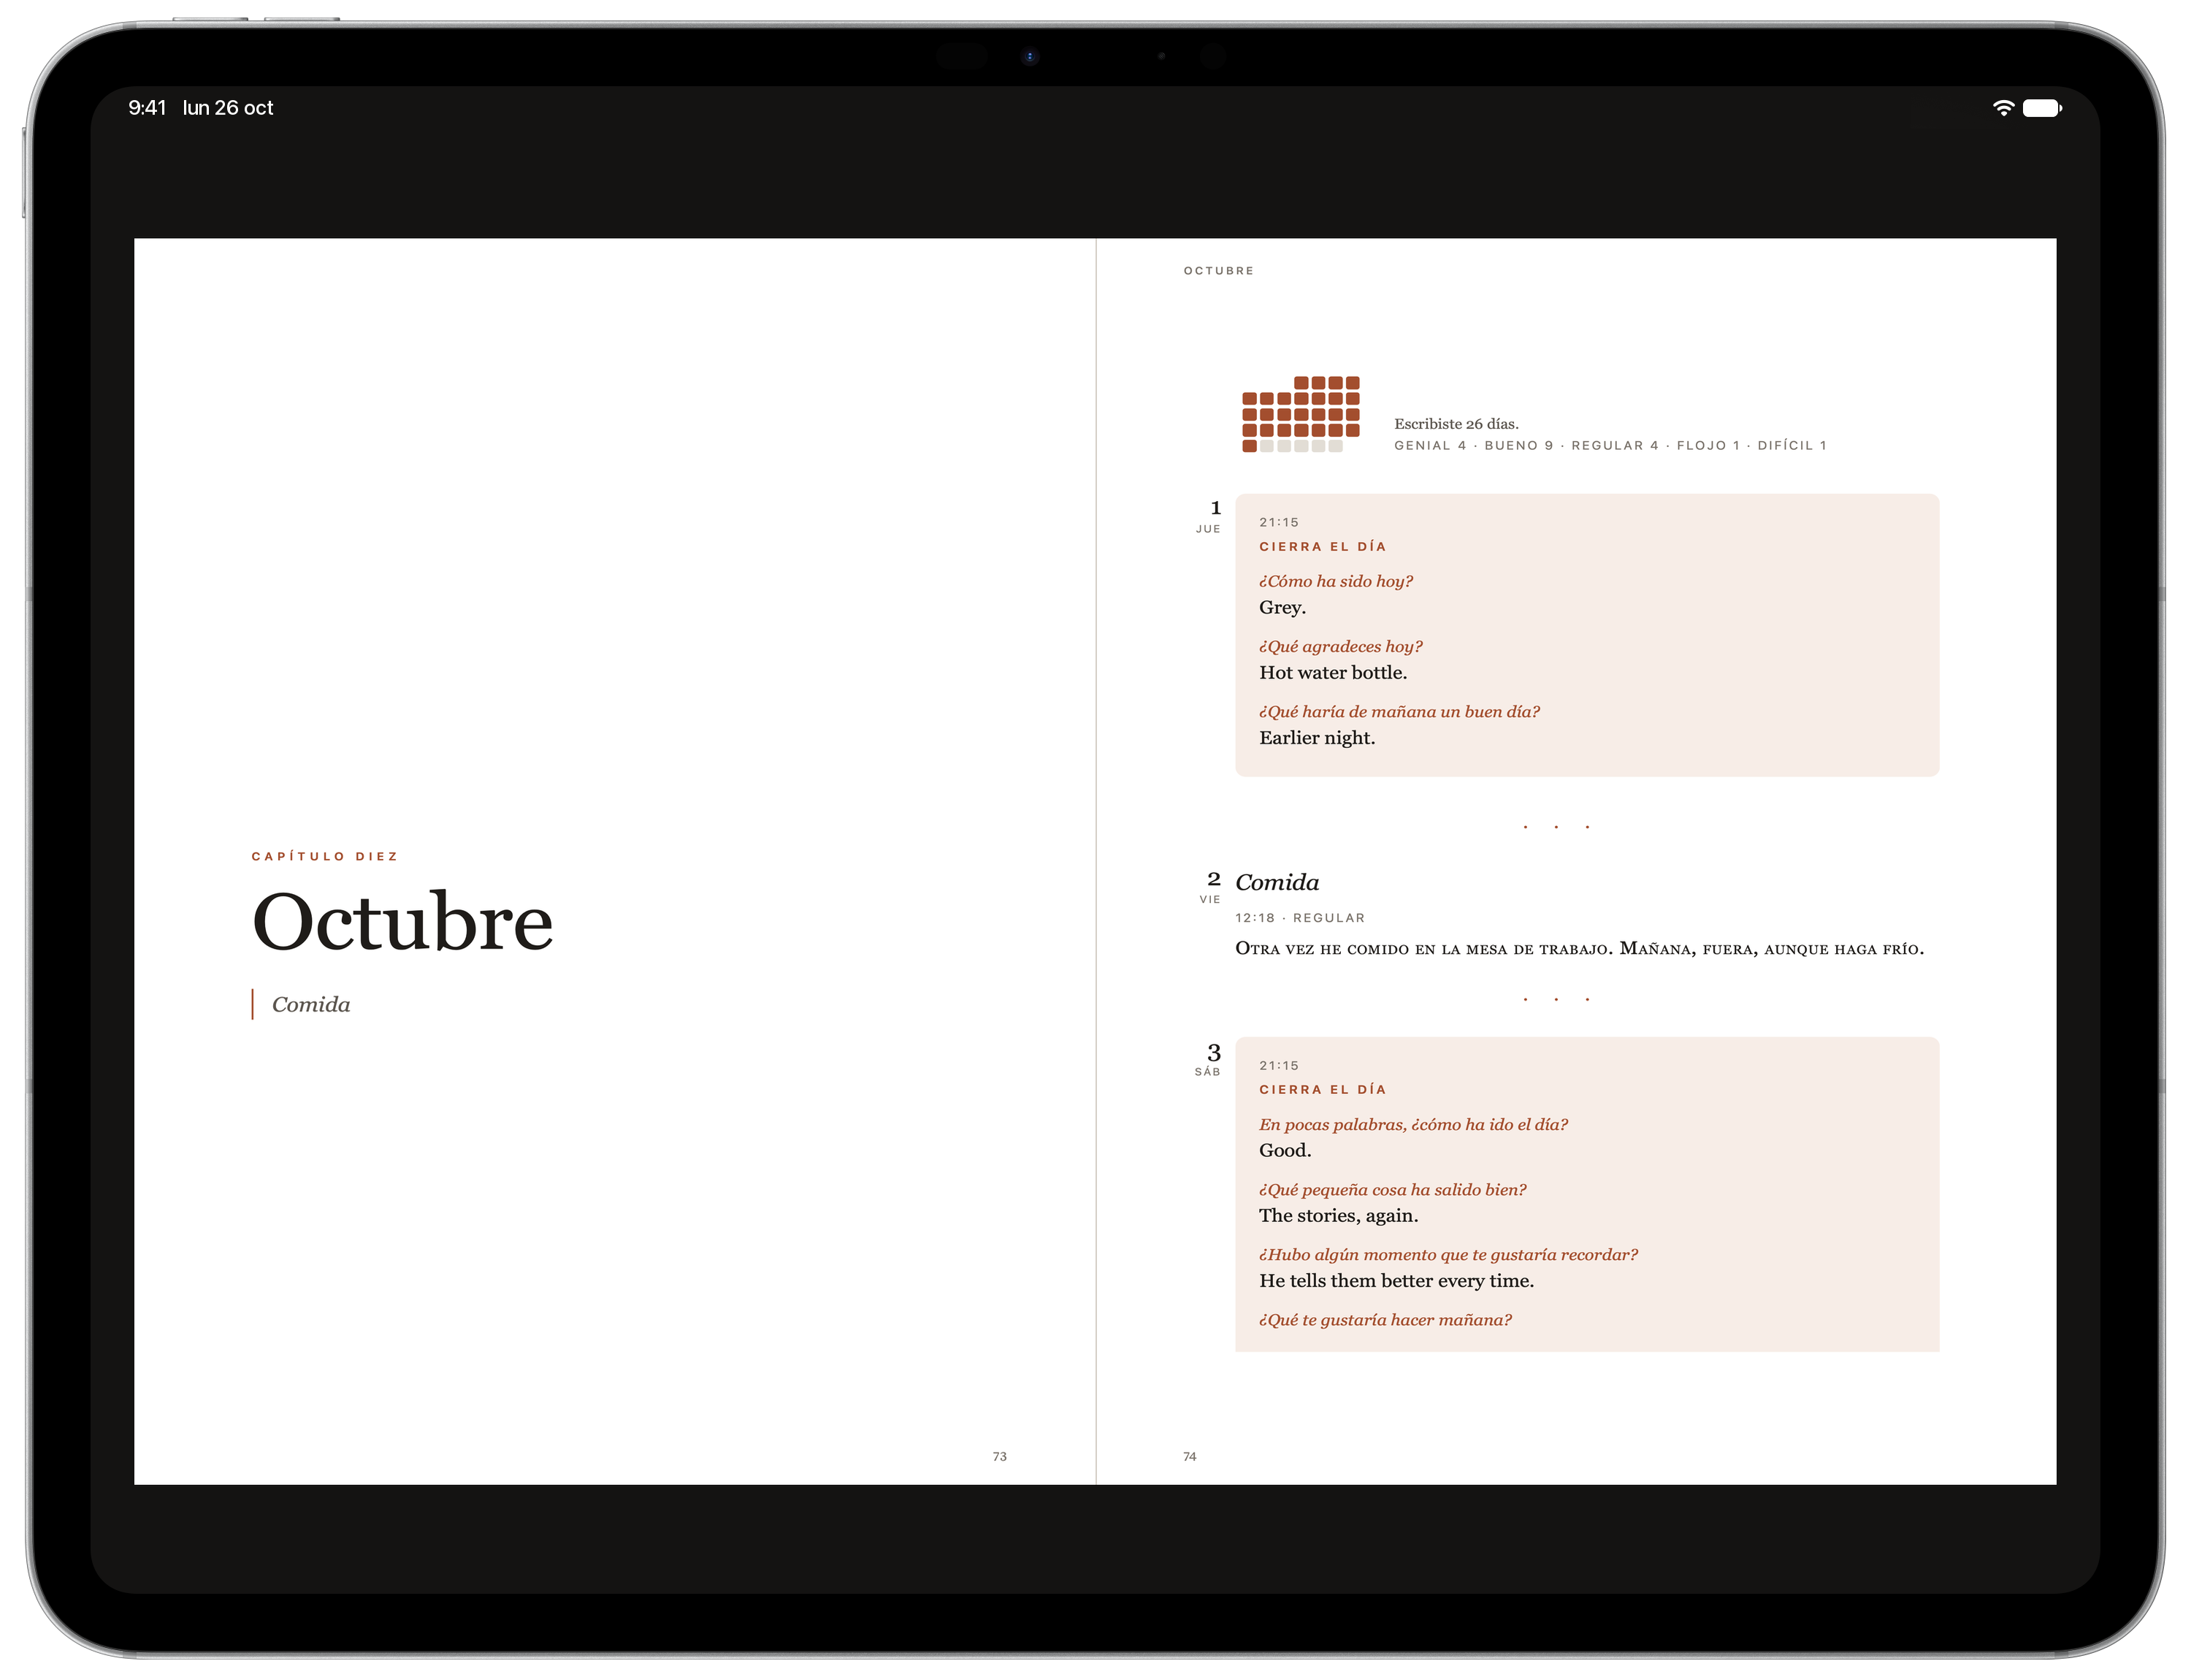 9:41 lun 26 oct
CAPÍTULO DIEZ
Octubre
Comida
73
OCTUBRE
Escribiste 26 días.
GENIAL 4 · BUENO 9 · REGULAR 4 · FLOJO 1 · DIFÍCIL 1
1
JUE
21:15
CIERRA EL DÍA
¿Cómo ha sido hoy?
Grey.
¿Qué agradeces hoy?
Hot water bottle.
¿Qué haría de mañana un buen día?
Earlier night.
· · ·
2
VIE
Comida
12:18 · REGULAR
Otra vez he comido en la mesa de trabajo. Mañana, fuera, aunque haga frío.
· · ·
3
SÁB
21:15
CIERRA EL DÍA
En pocas palabras, ¿cómo ha ido el día?
Good.
¿Qué pequeña cosa ha salido bien?
The stories, again.
¿Hubo algún momento que te gustaría recordar?
He tells them better every time.
¿Qué te gustaría hacer mañana?
74